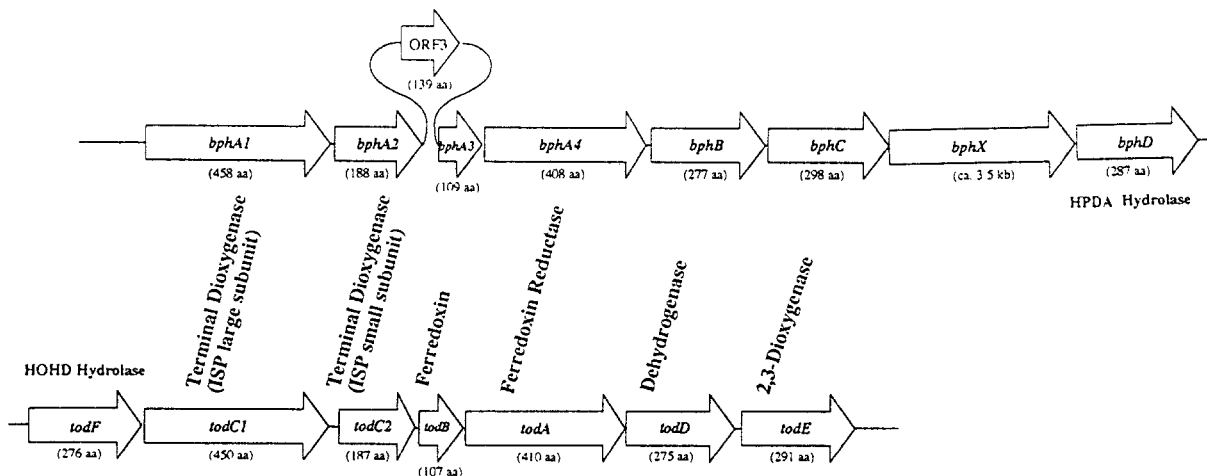 ORF3
(139 aa)
bphA1
bphA2
bphA3
bphA4
bphB
bphC
bphX
bphD
(458 aa)
(188 aa)
(109 aa)
(408 aa)
(277 aa)
(298 aa)
(ca. 3 5 kb)
(287 aa)
HPDA Hydrolase
Terminal Dioxygenase
(ISP large subunit)
Terminal Dioxygenase
(ISP small subunit)
Ferredoxin
Ferredoxin Reductase
Dehydrogenase
2,3-Dioxygenase
HOHD Hydrolase
todF
todC1
todC2
todB
todA
todD
todE
(276 aa)
(450 aa)
(187 aa)
(107 aa)
(410 aa)
(275 aa)
(291 aa)